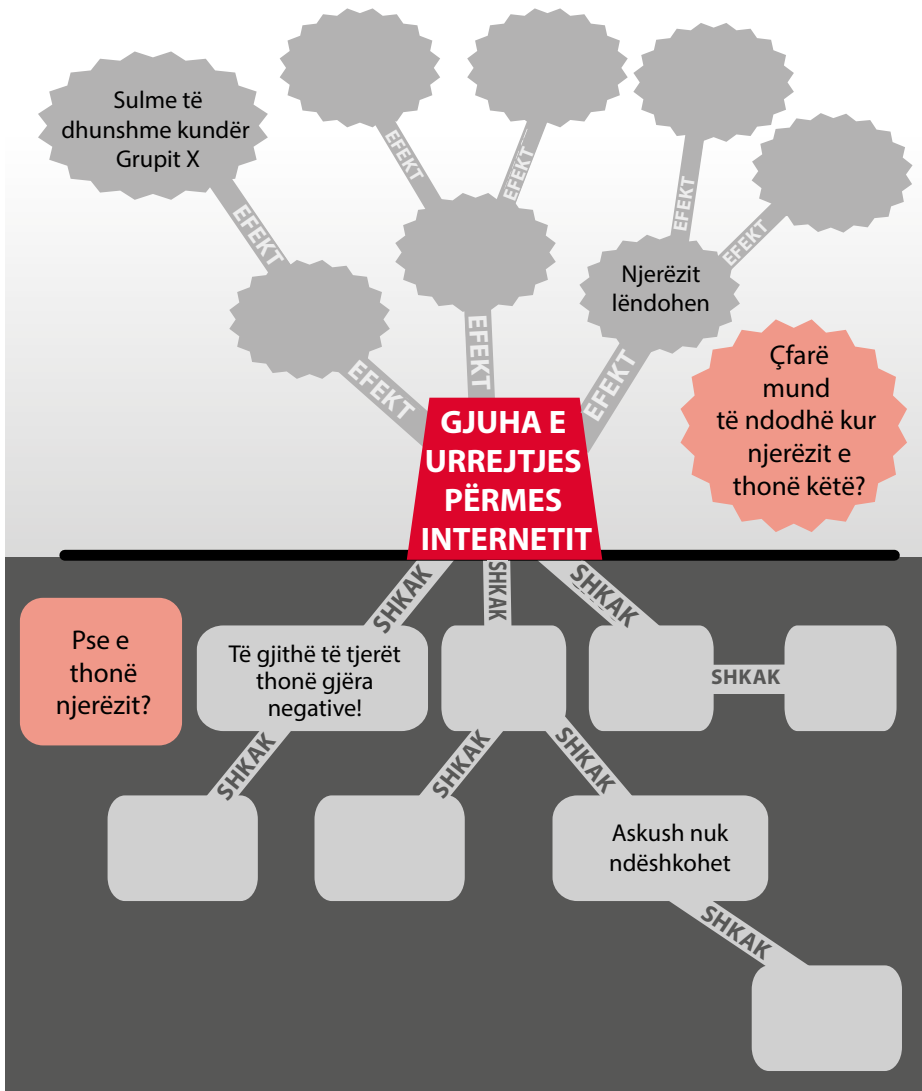 Sulme të
dhunshme kundër
Grupit X
EFEKT
EFEKT
EFEKT
EFEKT
EFEKT
Njerëzit
lëndohen
EFEKT
EFEKT
EFEKT
Çfarë
mund
të ndodhë kur
njerëzit e
thonë këtë?
GJUHA E
URREJTJES
PËRMES
INTERNETIT
SHKAK
SHKAK
SHKAK
Pse e
thonë
njerëzit?
Të gjithë të tjerët
thonë gjëra
negative!
SHKAK
SHKAK
SHKAK
SHKAK
Askush nuk
ndëshkohet
SHKAK